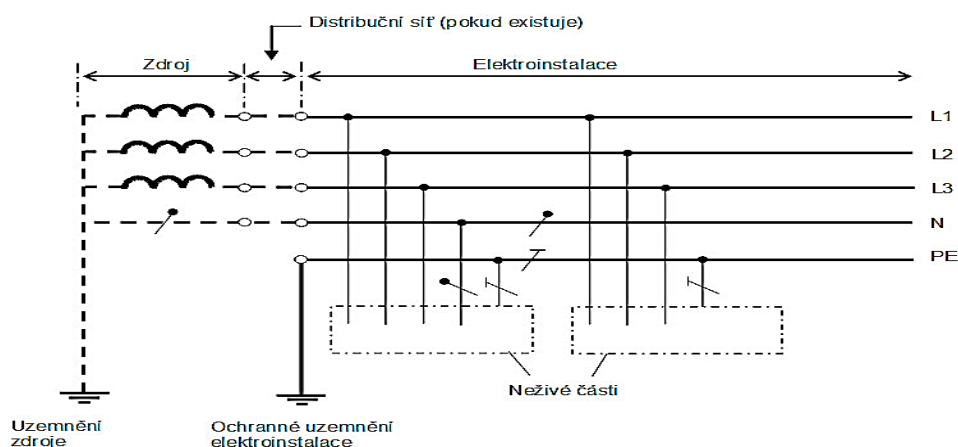 Distribuční síť (pokud existuje)
Zdroj
Elektroinstalace
L1
L2
L3
N
PE
Neživé části
Uzemnění
zdroje
Ochranné uzemnění
elektroinstalace